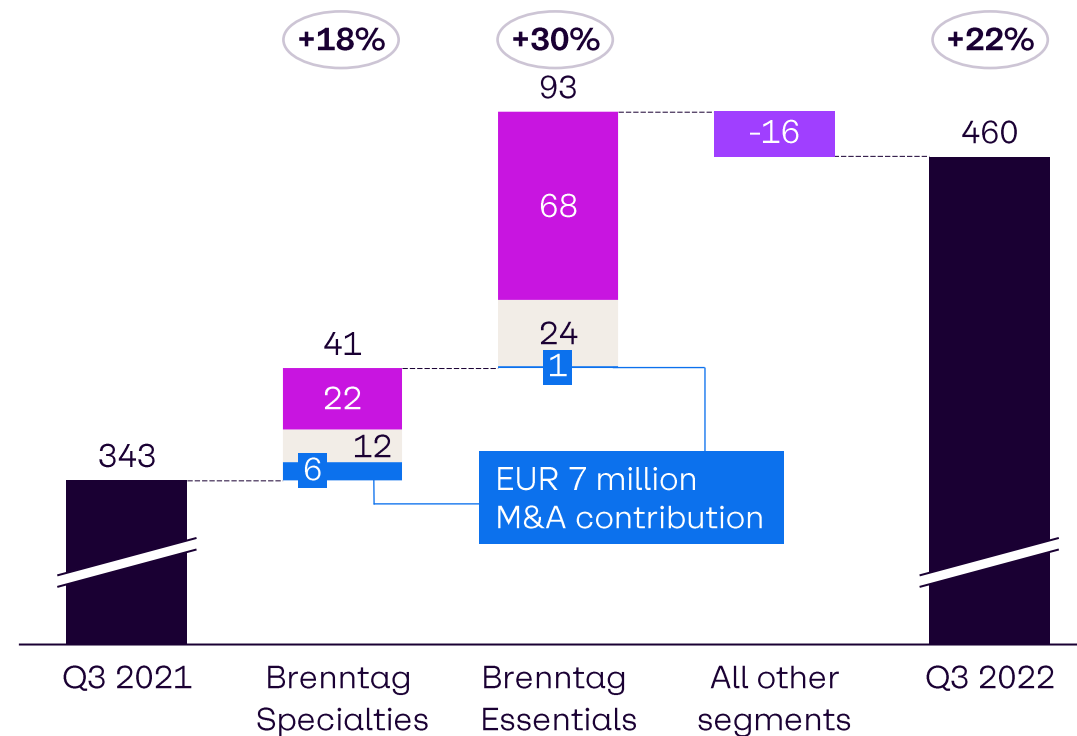 +18%
+30%
+22%
93
-16
460
68
24
1
41
22
12
6
343
EUR 7 million
M&A contribution
Q3 2021
Brenntag
Specialties
Brenntag
Essentials
All other
segments
Q3 2022